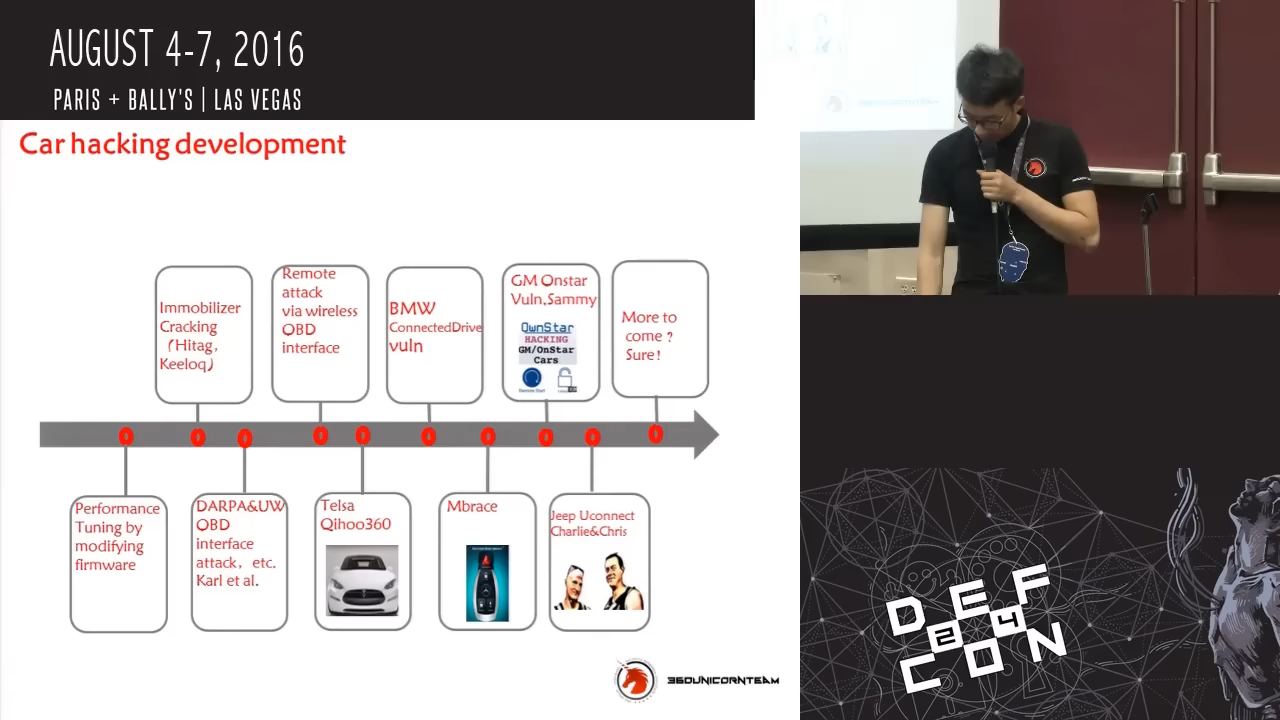 AUGUST 4-7, 2016
PARIS + BALLY'S | LAS VEGAS
Car hacking development
Immobilizer
Cracking
(Hitag,
Keeloq)
Remote
attack
via wireless
OBD
interface
BMW
ConnectedDrive
vuln
GM Onstar
Vuln,Sammy
OwnStar
HACKING
GM/OnStar
Cars
More to
come ?
Sure!
Performance
Tuning by
modifying
firmware
DARPA&UW
OBD
interface
attack, etc.
Karl et al.
Telsa
Qihoo360
Mbrace
Jeep Uconnect
Charlie&Chris
360UNICORNTEAM
DEF
24
CON